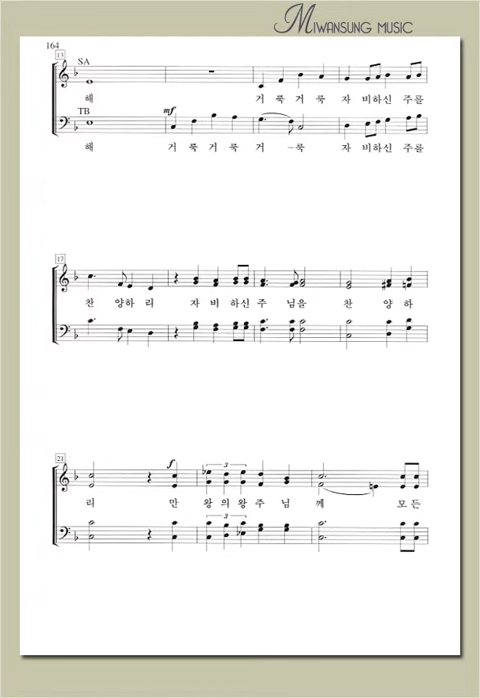 MIWANSUNG MUSIC
164
13
SA
해 거 룩 거 룩 자 비하신 주를
TB
mf
해 거 룩 거 룩 거 -룩 자 비하신 주를
17
찬 양하 리 자 비 하신 주 님을 찬 양 하
21
f
3
리 만 왕의왕 주 님 께 모든
3